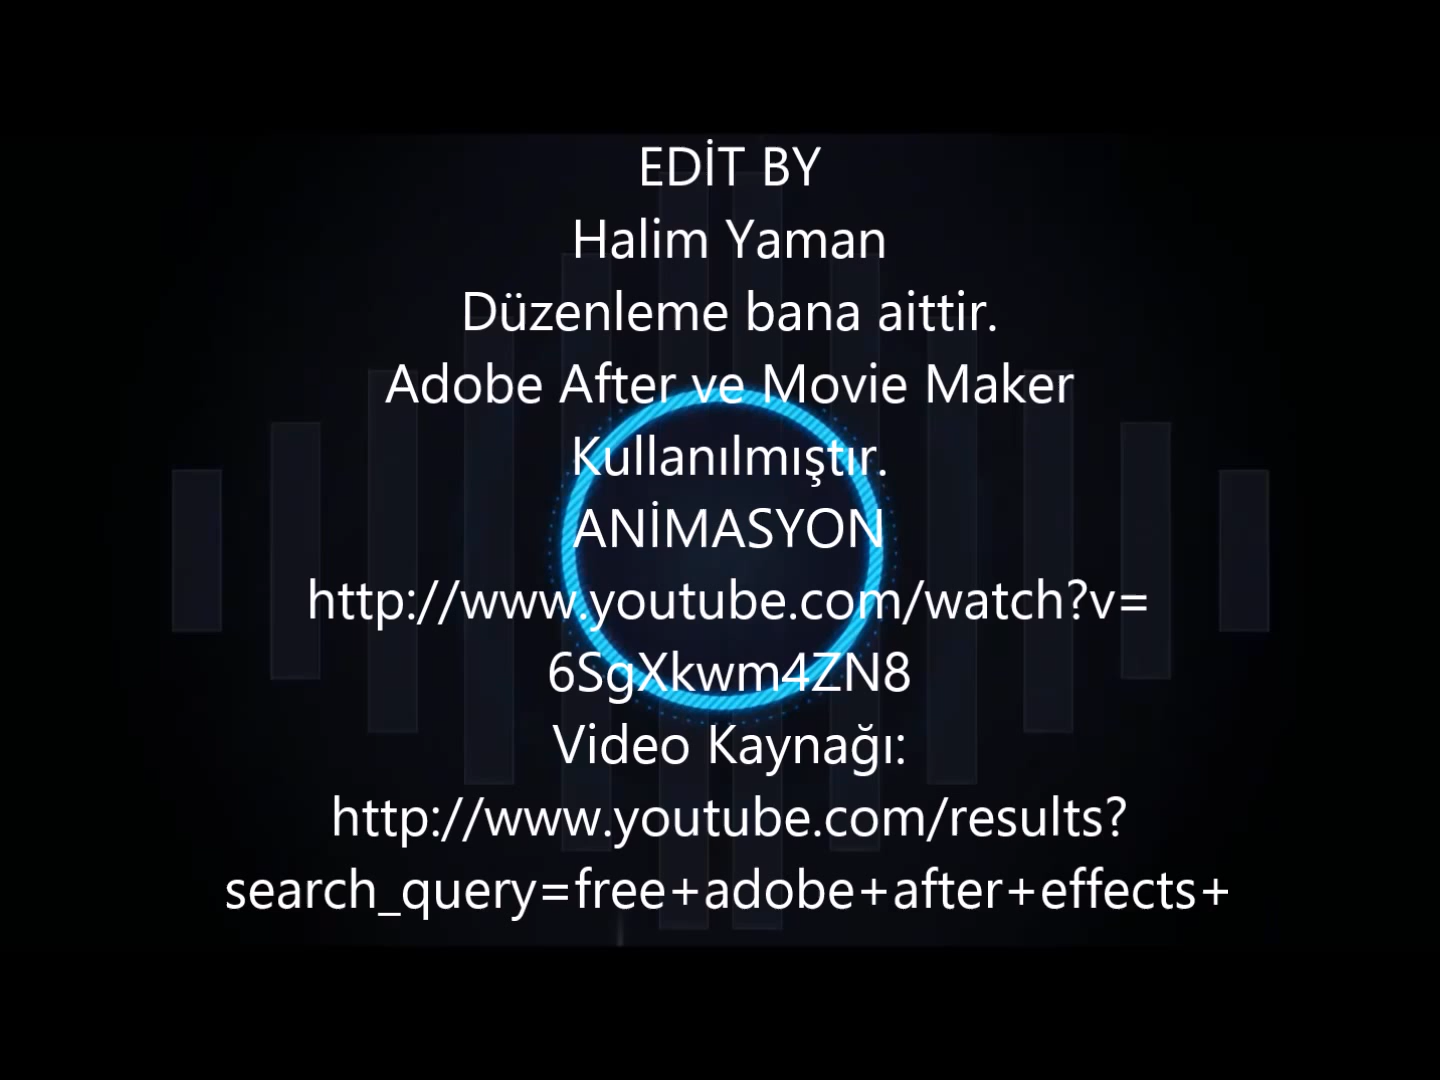 EDİT BY
Halim Yaman
Düzenleme bana aittir.
Adobe After ve Movie Maker
Kullanılmıştır.
ANİMASYON
http://www.youtube.com/watch?v=
6SgXkwm4ZN8
Video Kaynağı:
http://www.youtube.com/results?
search_query=free+adobe+after+effects+